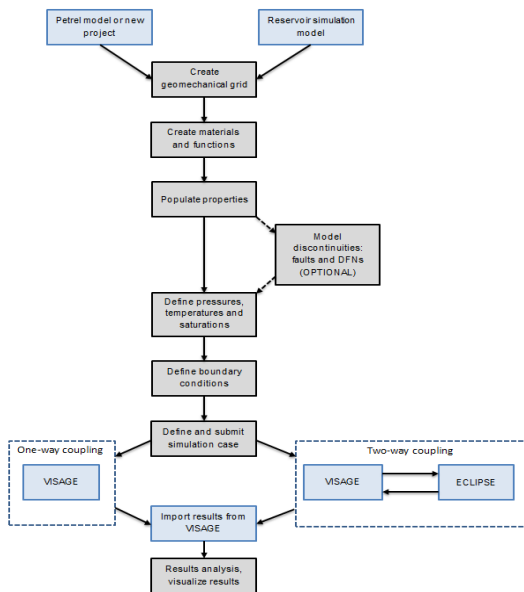 Petrel model or new
project
Reservoir simulation
model
Create
geomechanical grid
Create materials
and functions
Populate properties
Model
discontinuities:
faults and DFNs
(OPTIONAL)
Define pressures,
temperatures and
saturations
Define boundary
conditions
Define and submit
simulation case
One-way coupling
VISAGE
Two-way coupling
VISAGE
ECLIPSE
Import results from
VISAGE
Results analysis,
visualize results